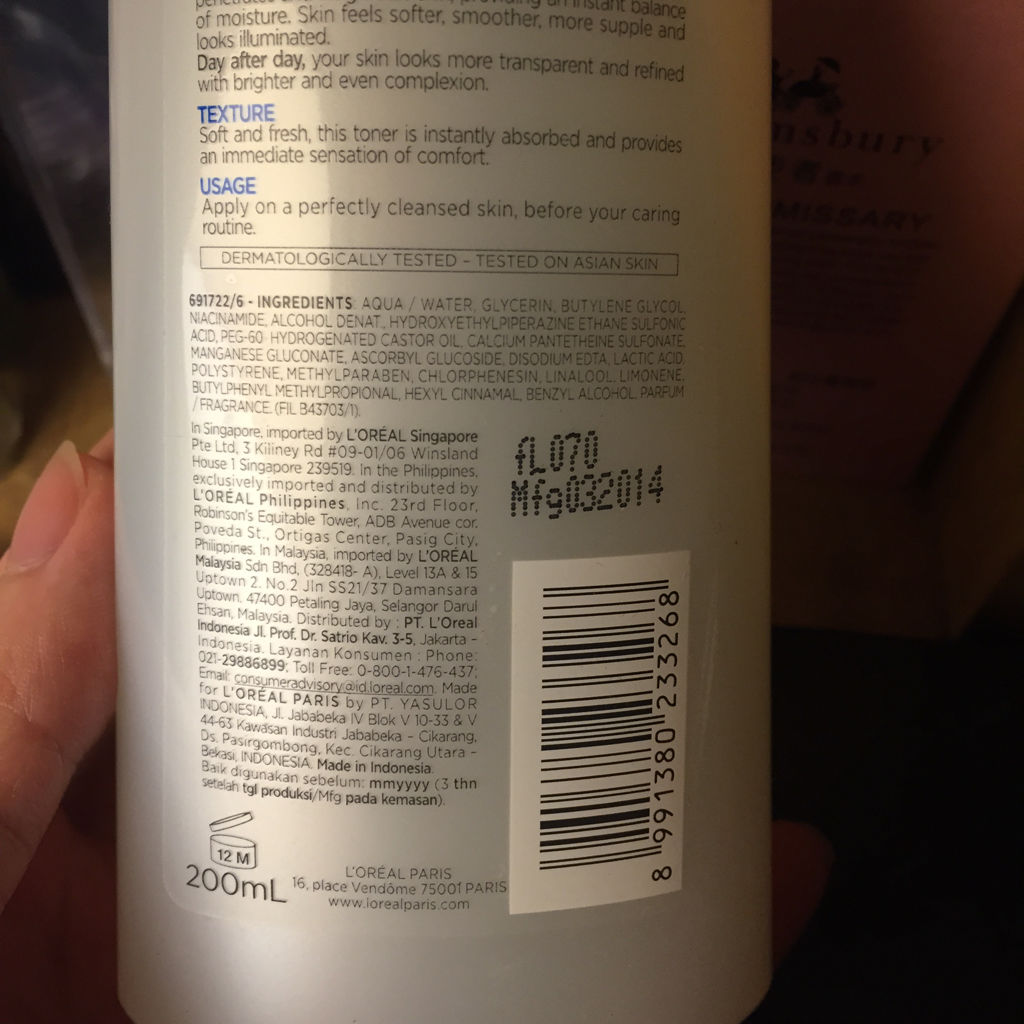 penetrates providing an instant balance
of moisture. Skin feels softer, smoother, more supple and
looks illuminated.
Day after day, your skin looks more transparent and refined
with brighter and even complexion.
TEXTURE
Soft and fresh, this toner is instantly absorbed and provides
an immediate sensation of comfort.
USAGE
Apply on a perfectly cleansed skin, before your caring
routine.
DERMATOLOGICALLY TESTED - TESTED ON ASIAN SKIN
691722/6 - INGREDIENTS: AQUA / WATER, GLYCERIN, BUTYLENE GLYCOL,
NIACINAMIDE, ALCOHOL DENAT., HYDROXYETHYLPIPERAZINE ETHANE SULFONIC
ACID, PEG-60 HYDROGENATED CASTOR OIL, CALCIUM PANTETHEINE SULFONATE,
MANGANESE GLUCONATE, ASCORBYL GLUCOSIDE, DISODIUM EDTA, LACTIC ACID,
POLYSTYRENE, METHYLPARABEN, CHLORPHENESIN, LINALOOL, LIMONENE,
BUTYLPHENYL METHYLPROPIONAL, HEXYL CINNAMAL, BENZYL ALCOHOL, PARFUM
/ FRAGRANCE. (FIL B43703/1).
In Singapore, imported by L'ORÉAL Singapore
Pte Ltd, 3 Killiney Rd #09-01/06 Winsland
House 1 Singapore 239519. In the Philippines,
exclusively imported and distributed by
L'ORÉAL Philippines, Inc. 23rd Floor,
Robinson's Equitable Tower, ADB Avenue cor.
Poveda St., Ortigas Center, Pasig City,
Philippines. In Malaysia, imported by L'ORÉAL
Malaysia Sdn Bhd, (328418- A), Level 13A & 15
Uptown 2. No.2 Jln SS21/37 Damansara
Uptown, 47400 Petaling Jaya, Selangor Darul
Ehsan, Malaysia. Distributed by : PT. L'Oreal
Indonesia Jl. Prof. Dr. Satrio Kav. 3-5, Jakarta -
Indonesia. Layanan Konsumen : Phone:
021-29886899; Toll Free: 0-800-1-476-437;
Email: consumeradvisory@id.loreal.com. Made
for L'ORÉAL PARIS by PT. YASULOR
INDONESIA, Jl. Jababeka IV Blok V 10-33 & V
44-63 Kawasan Industri Jababeka - Cikarang,
Ds. Pasirgombong, Kec. Cikarang Utara -
Bekasi, INDONESIA. Made in Indonesia.
Baik digunakan sebelum: mmyyyy (3 thn
setelah tgl produksi/Mfg pada kemasan).
fL070
Mfg032014
8 991380 233268
12 M
200mL
L'ORÉAL PARIS
16, place Vendôme 75001 PARIS
www.lorealparis.com
nsbury
MISSARY